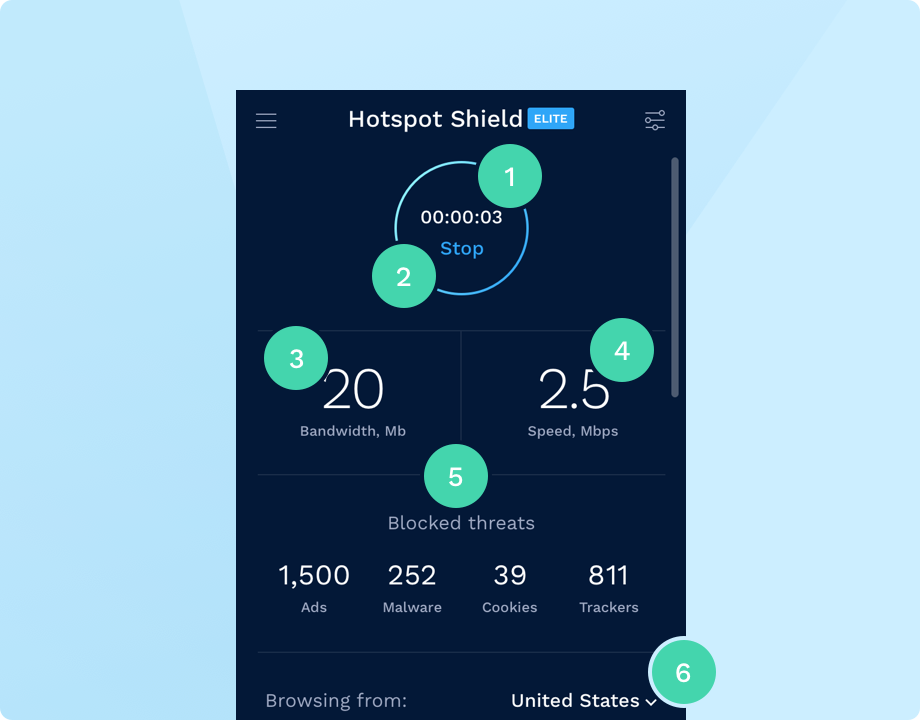 Hotspot Shield ELITE
1
00:00:03
Stop
2
3
4
20
2.5
Bandwidth, Mb
Speed, Mbps
5
Blocked threats
1,500 252 39 811
Ads Malware Cookies Trackers
6
Browsing from: United States